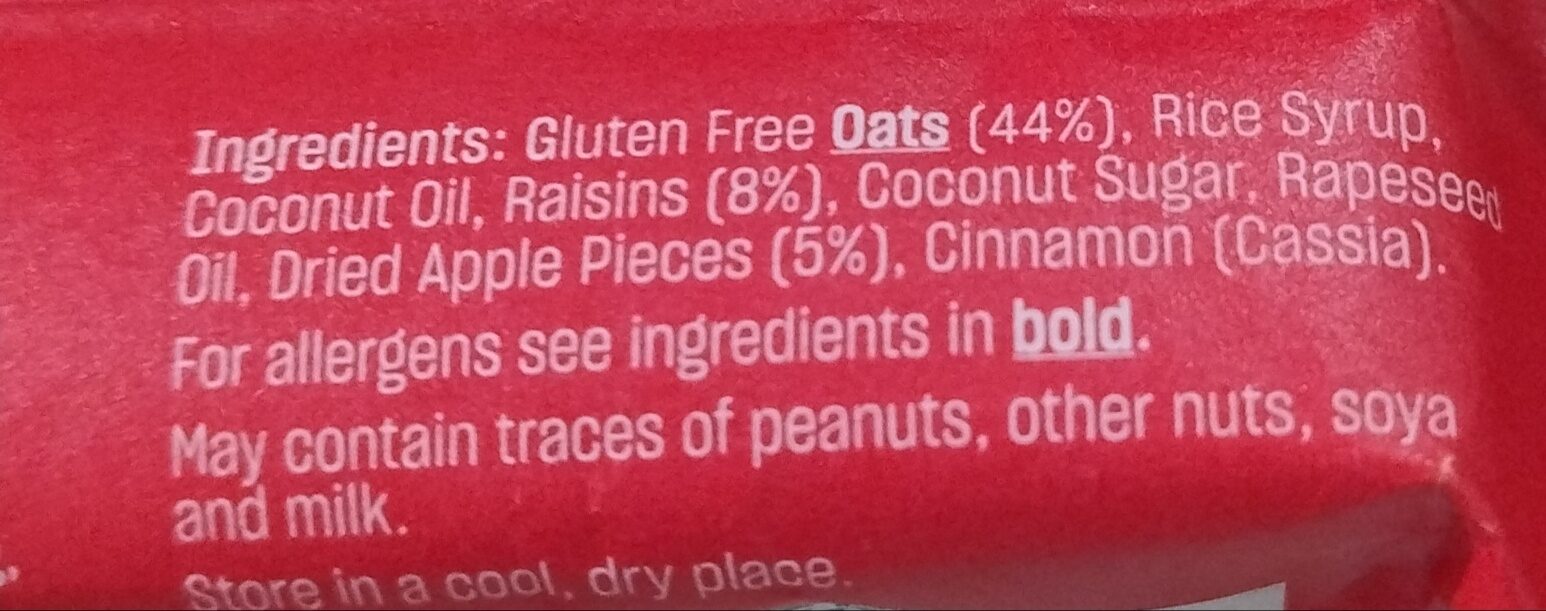 Ingredients: Gluten Free Oats (44%), Rice Syrup,
Coconut Oil, Raisins (8%), Coconut Sugar, Rapeseed
Oil, Dried Apple Pieces (5%), Cinnamon (Cassia).
For allergens see ingredients in bold.
May contain traces of peanuts, other nuts, soya
and milk.
Store in a cool, dry place.